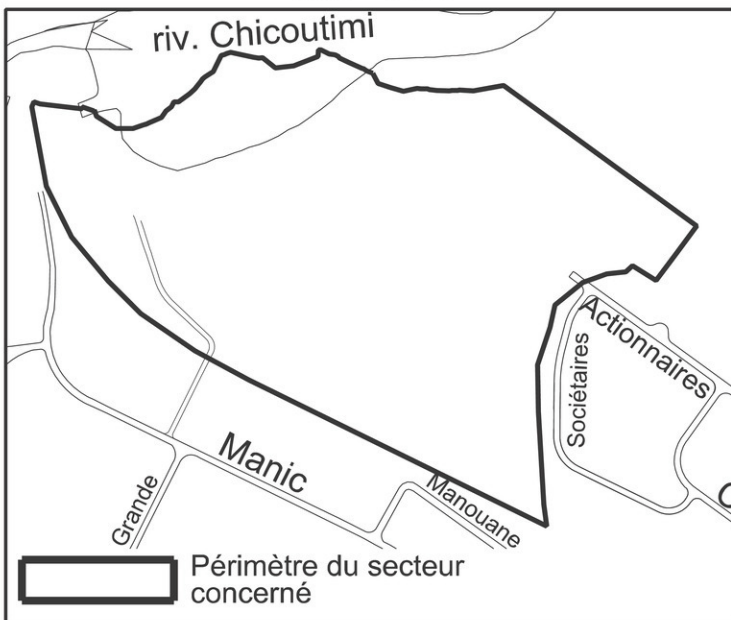 riv. Chicoutimi
Actionnaires
Sociétaires
Manic
Manouane
Grande
Périmètre du secteur
concerné